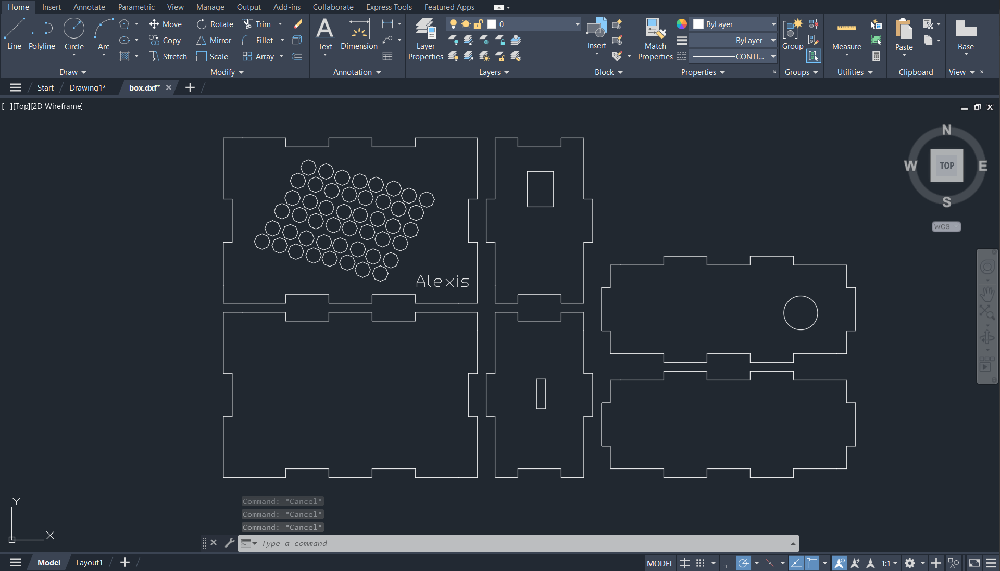 Home Insert Annotate Parametric View Manage Output Add-ins Collaborate Express Tools Featured Apps
Line Polyline Circle Arc
Move Rotate Trim
Copy Mirror Fillet
Stretch Scale Array
Text Dimension
Layer Properties
0
Insert
Match Properties
ByLayer
ByLayer
CONTI...
Group
Measure
Paste
Base
Draw Modify Annotation Layers Block Properties Groups Utilities Clipboard View
Start Drawing1* box.dxf*
[−][Top][2D Wireframe]
N
W TOP E
S
WCS
Alexis
Y
X
Command: *Cancel*
Command: *Cancel*
Command: *Cancel*
Type a command
Model Layout1
MODEL 1:1